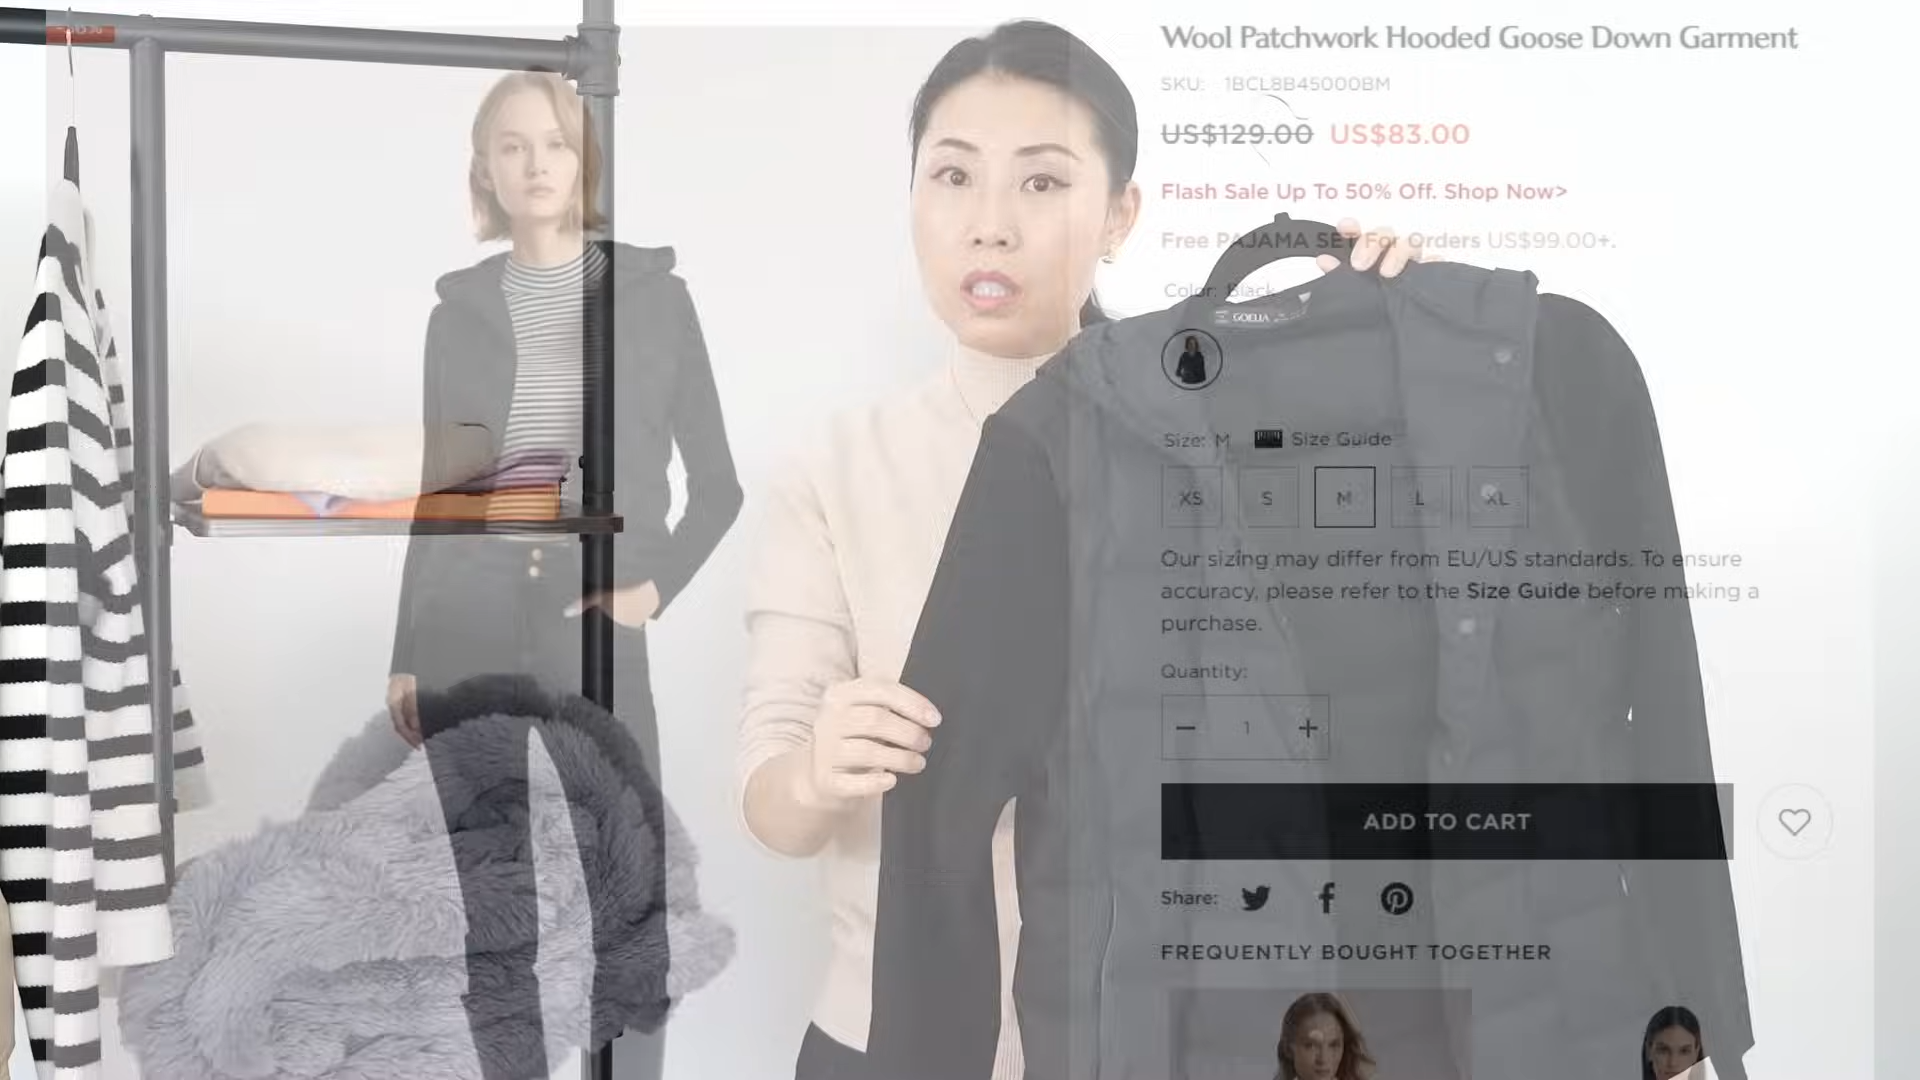 Wool Patchwork Hooded Goose Down Garment
SKU: 1BCL8B45000BM
US$129.00 US$83.00
Flash Sale Up To 50% Off. Shop Now>
Free PAJAMA SET For Orders US$99.00+.
Color: Black
GOELIA
Size: M Size Guide
XS S M L XL
Our sizing may differ from EU/US standards. To ensure
accuracy, please refer to the Size Guide before making a
purchase.
Quantity:
− 1 +
ADD TO CART
Share:
FREQUENTLY BOUGHT TOGETHER